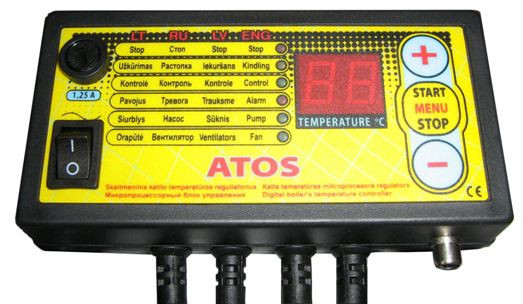 LT RU LV ENG
Stop Стоп Stop Stop
Užkūrimas Растопка Iekuršana Kindling
Kontrolė Контроль Kontrole Control
Pavojus Тревога Trauksme Alarm
Siurblys Насос Sūknis Pump
Orapūtė Вентилятор Ventilators Fan
1.25 A
I
O
88
TEMPERATURE °C
+
START
MENU
STOP
−
ATOS
Skaitmeninis katilo temperatūros reguliatorius
Микропроцессорный блок управления
Katla temaratūras mikroprocesora regulators
Digital boiler's temperature controller
CE